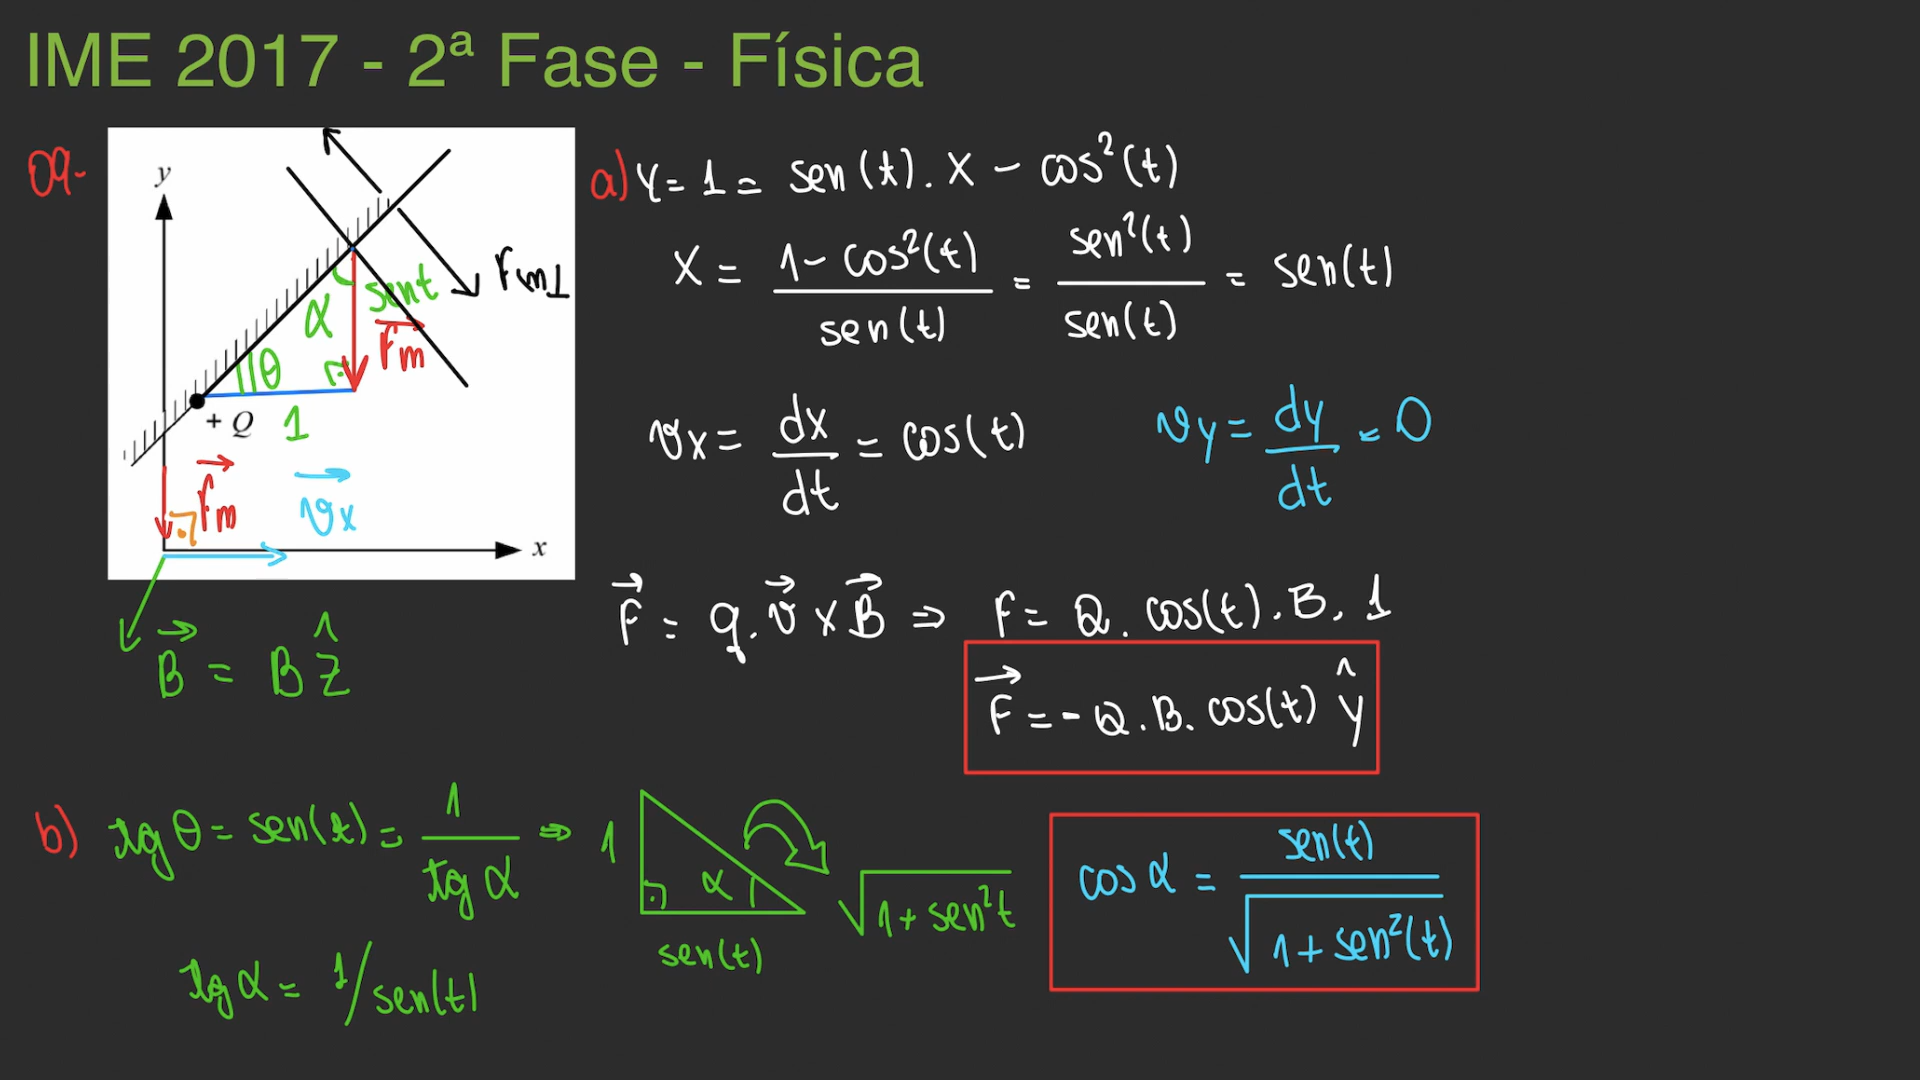 IME 2017 - 2ª Fase - Física
09-
y
sent
α
Fm
Fm⊥
θ
+ Q
1
Fm
vx
x
B = B ẑ
a) Y = 1 = sen(t). X - cos²(t)
X = 1 - cos²(t) / sen(t) = sen²(t) / sen(t) = sen(t)
vx = dx/dt = cos(t)
vy = dy/dt = 0
F = q. v x B ⇒ F = Q. cos(t). B. 1
F = - Q. B. cos(t) ŷ
b) tg θ = sen(t) = 1 / tg α ⇒
1
α
sen(t)
√1 + sen²t
cos α = sen(t) / √1 + sen²(t)
tg α = 1/sen(t)